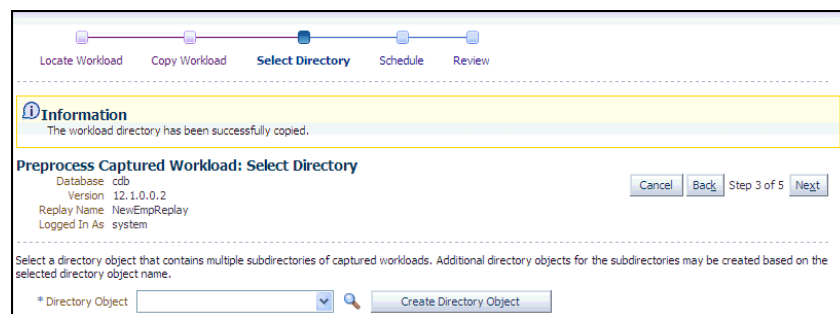 Locate Workload Copy Workload Select Directory Schedule Review
Information
The workload directory has been successfully copied.
Preprocess Captured Workload: Select Directory
Database cdb
Version 12.1.0.0.2
Replay Name NewEmpReplay
Logged In As system
Cancel Back Step 3 of 5 Next
Select a directory object that contains multiple subdirectories of captured workloads. Additional directory objects for the subdirectories may be created based on the
selected directory object name.
* Directory Object Create Directory Object